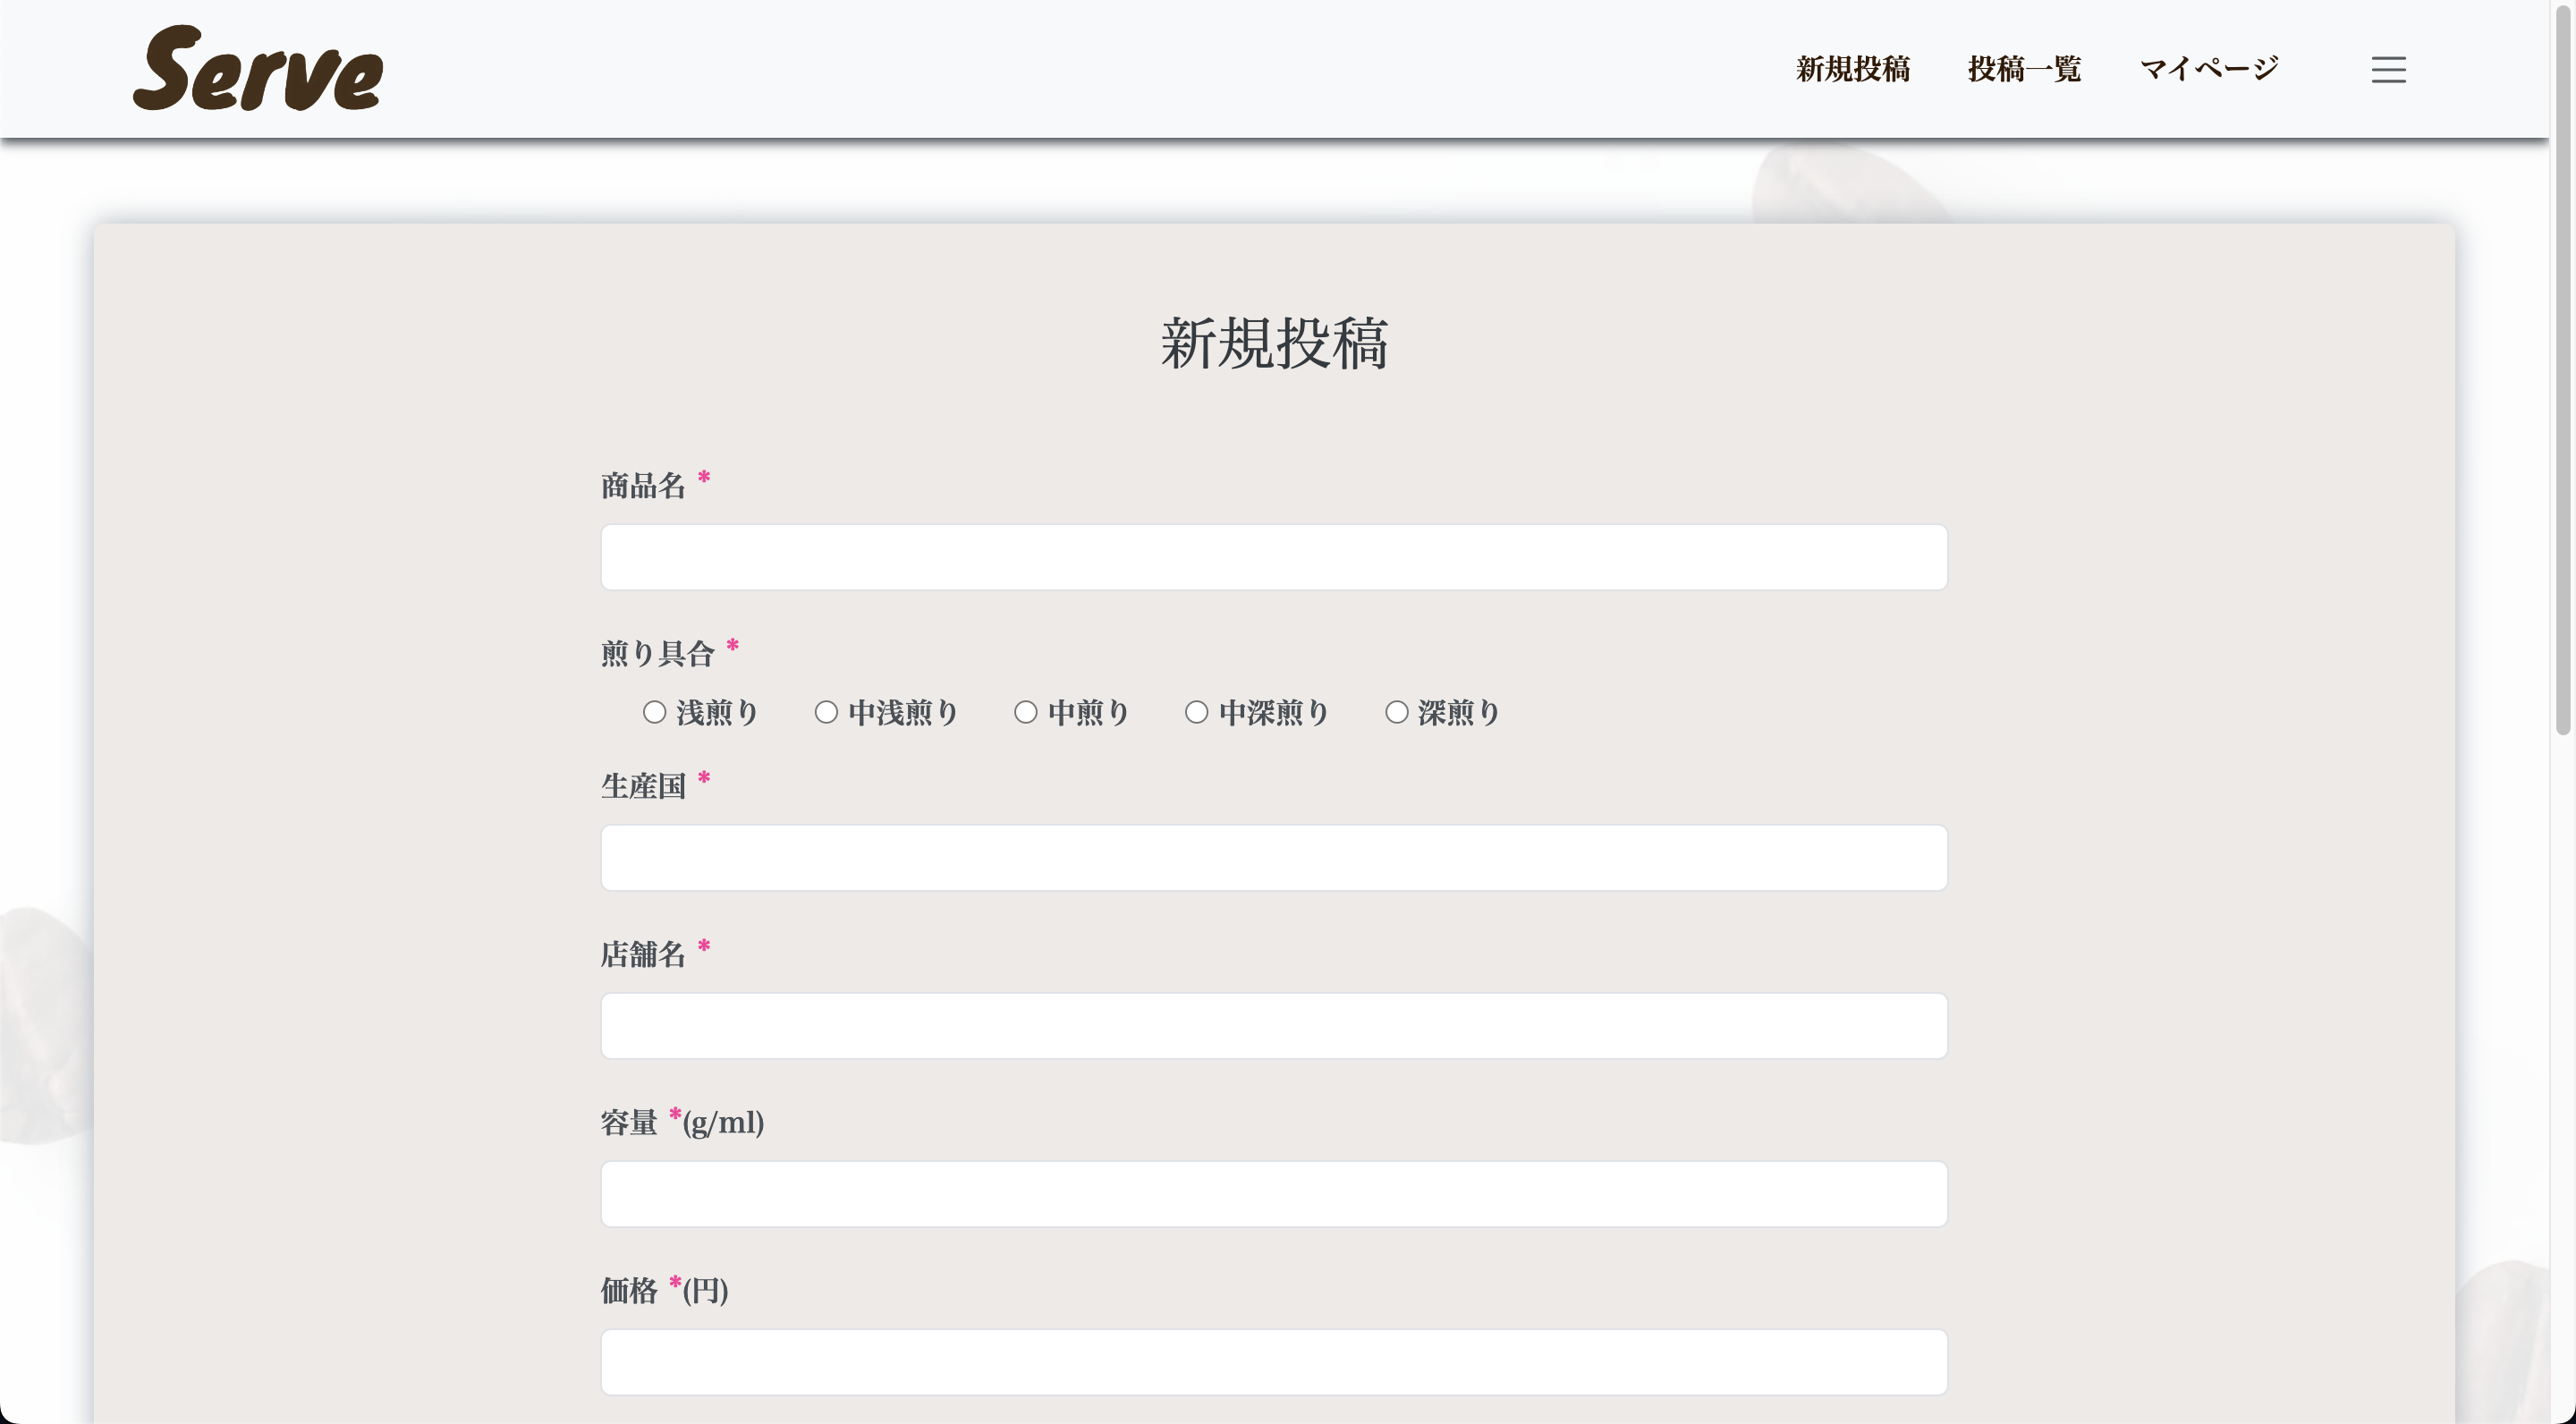 Serve
新規投稿 投稿一覧 マイページ
新規投稿
商品名 *
煎り具合 *
浅煎り 中浅煎り 中煎り 中深煎り 深煎り
生産国 *
店舗名 *
容量 *(g/ml)
価格 *(円)